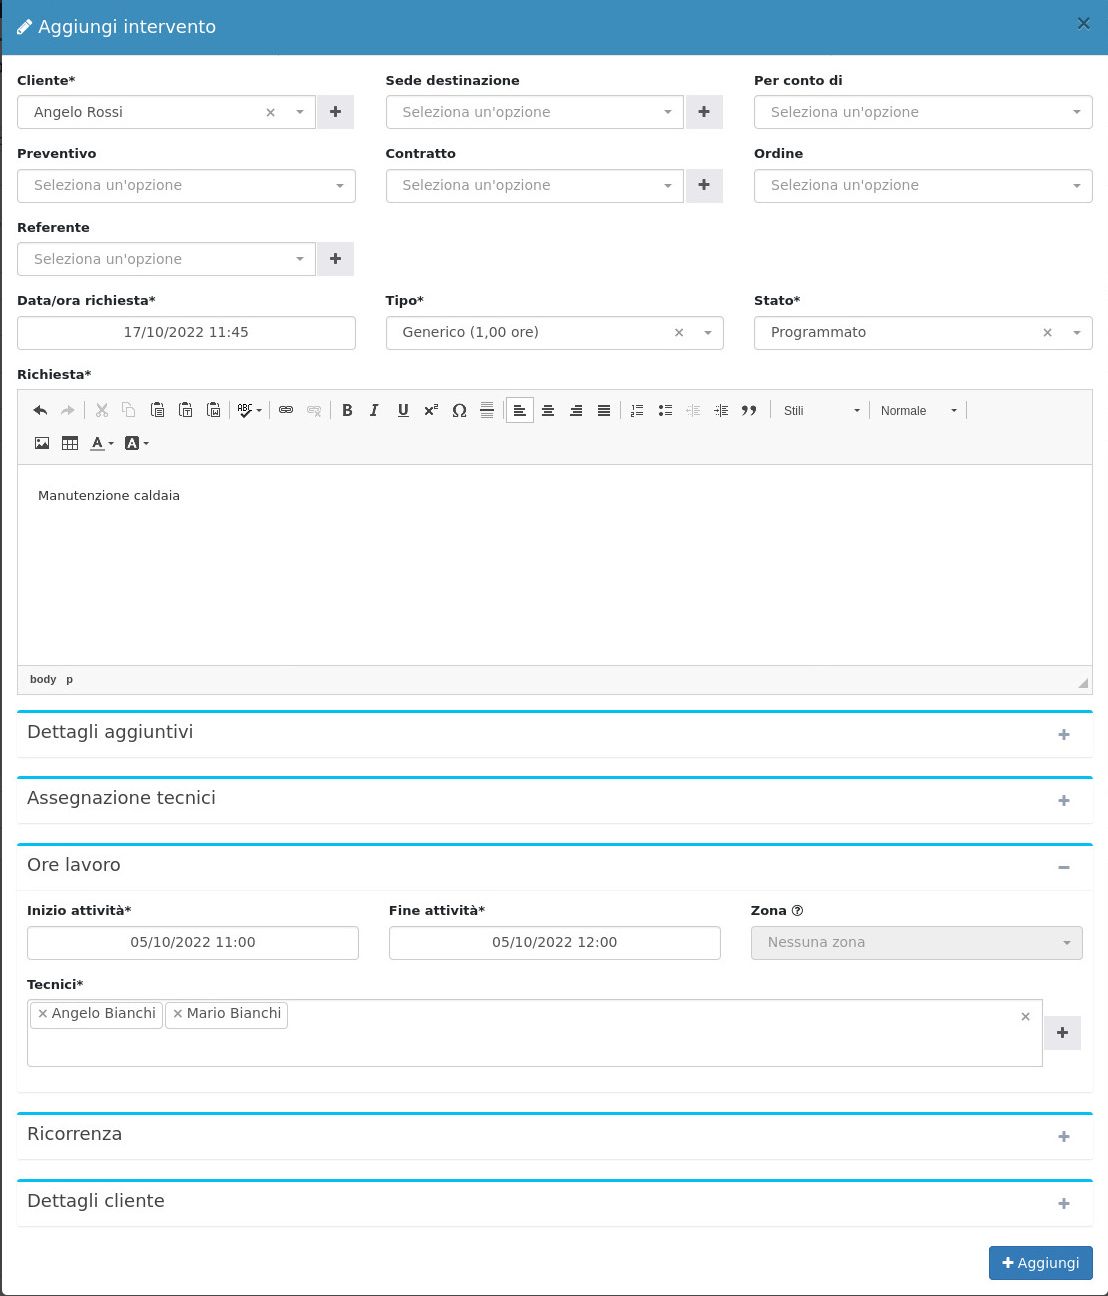 Aggiungi intervento ×
Cliente* Sede destinazione Per conto di
Angelo Rossi × Seleziona un'opzione Seleziona un'opzione
Preventivo Contratto Ordine
Seleziona un'opzione Seleziona un'opzione Seleziona un'opzione
Referente
Seleziona un'opzione
Data/ora richiesta* Tipo* Stato*
17/10/2022 11:45 Generico (1,00 ore) × Programmato ×
Richiesta*
ABC B I U x² Ω Stili Normale
A A
Manutenzione caldaia
body p
Dettagli aggiuntivi
Assegnazione tecnici
Ore lavoro
Inizio attività* Fine attività* Zona
05/10/2022 11:00 05/10/2022 12:00 Nessuna zona
Tecnici*
× Angelo Bianchi × Mario Bianchi ×
Ricorrenza
Dettagli cliente
Aggiungi